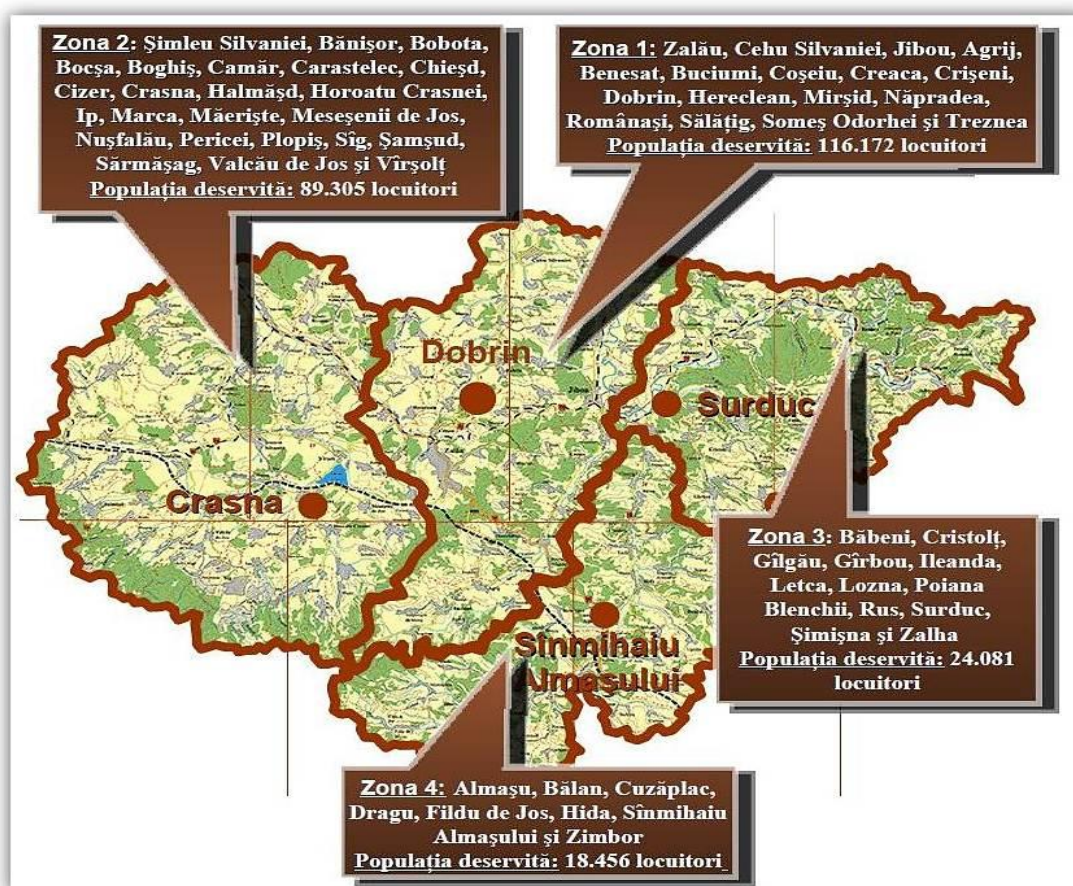 Zona 2: Şimleu Silvaniei, Bănişor, Bobota,
Bocşa, Boghiş, Camăr, Carastelec, Chieşd,
Cizer, Crasna, Halmăşd, Horoatu Crasnei,
Ip, Marca, Măerişte, Meseşenii de Jos,
Nuşfalău, Pericei, Plopiş, Sîg, Şamşud,
Sărmăşag, Valcău de Jos şi Vîrşolţ
Populaţia deservită: 89.305 locuitori
Zona 1: Zalău, Cehu Silvaniei, Jibou, Agrij,
Benesat, Buciumi, Coşeiu, Creaca, Crişeni,
Dobrin, Hereclean, Mirşid, Năpradea,
Românaşi, Sălăţig, Someş Odorhei şi Treznea
Populaţia deservită: 116.172 locuitori
Dobrin
Surduc
Crasna
Sînmihaiu
Almaşului
Zona 3: Băbeni, Cristolţ,
Gîlgău, Gîrbou, Ileanda,
Letca, Lozna, Poiana
Blenchii, Rus, Surduc,
Şimişna şi Zalha
Populaţia deservită: 24.081
locuitori
Zona 4: Almaşu, Bălan, Cuzăplac,
Dragu, Fildu de Jos, Hida, Sînmihaiu
Almaşului şi Zimbor
Populaţia deservită: 18.456 locuitori